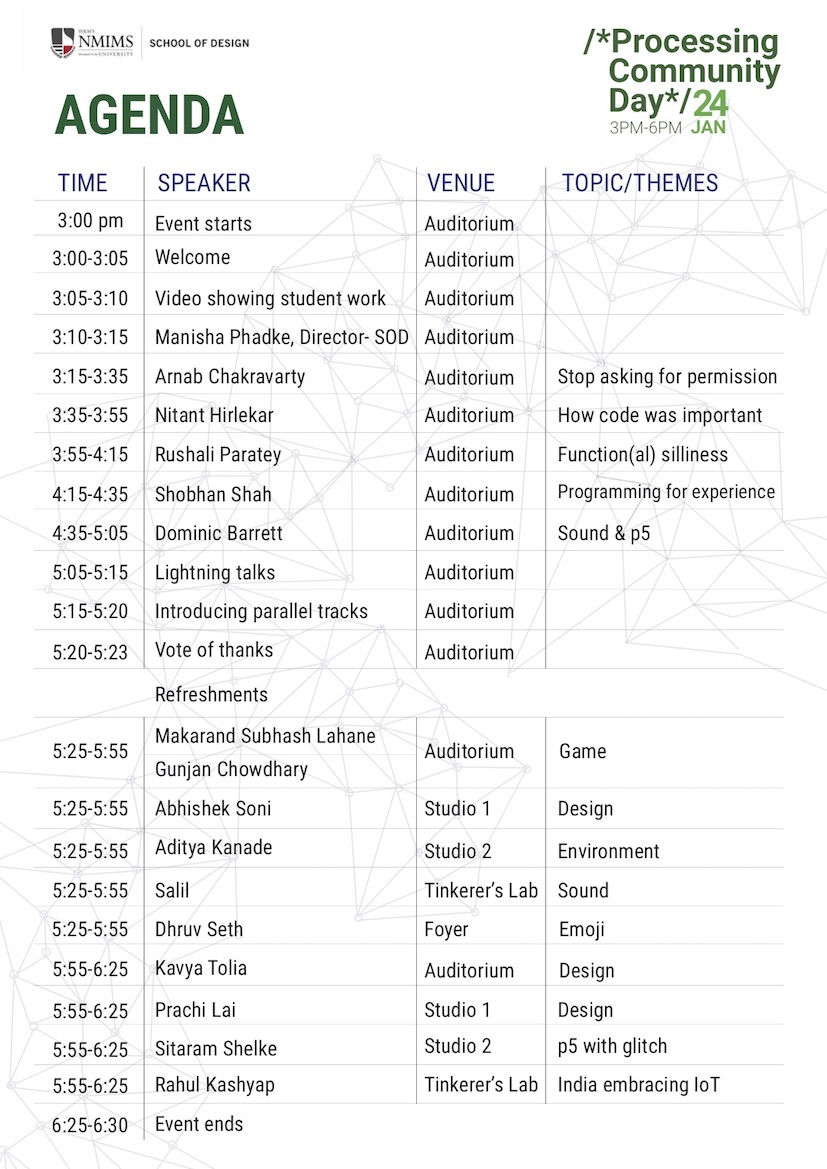 SVKM'S
NMIMS
Deemed to be UNIVERSITY
SCHOOL OF DESIGN
/*Processing
Community
Day*/24
3PM-6PM JAN
AGENDA
TIME SPEAKER VENUE TOPIC/THEMES
3:00 pm Event starts Auditorium
3:00-3:05 Welcome Auditorium
3:05-3:10 Video showing student work Auditorium
3:10-3:15 Manisha Phadke, Director- SOD Auditorium
3:15-3:35 Arnab Chakravarty Auditorium Stop asking for permission
3:35-3:55 Nitant Hirlekar Auditorium How code was important
3:55-4:15 Rushali Paratey Auditorium Function(al) silliness
4:15-4:35 Shobhan Shah Auditorium Programming for experience
4:35-5:05 Dominic Barrett Auditorium Sound & p5
5:05-5:15 Lightning talks Auditorium
5:15-5:20 Introducing parallel tracks Auditorium
5:20-5:23 Vote of thanks Auditorium
Refreshments
5:25-5:55 Makarand Subhash Lahane Auditorium Game
Gunjan Chowdhary
5:25-5:55 Abhishek Soni Studio 1 Design
5:25-5:55 Aditya Kanade Studio 2 Environment
5:25-5:55 Salil Tinkerer’s Lab Sound
5:25-5:55 Dhruv Seth Foyer Emoji
5:55-6:25 Kavya Tolia Auditorium Design
5:55-6:25 Prachi Lai Studio 1 Design
5:55-6:25 Sitaram Shelke Studio 2 p5 with glitch
5:55-6:25 Rahul Kashyap Tinkerer’s Lab India embracing IoT
6:25-6:30 Event ends